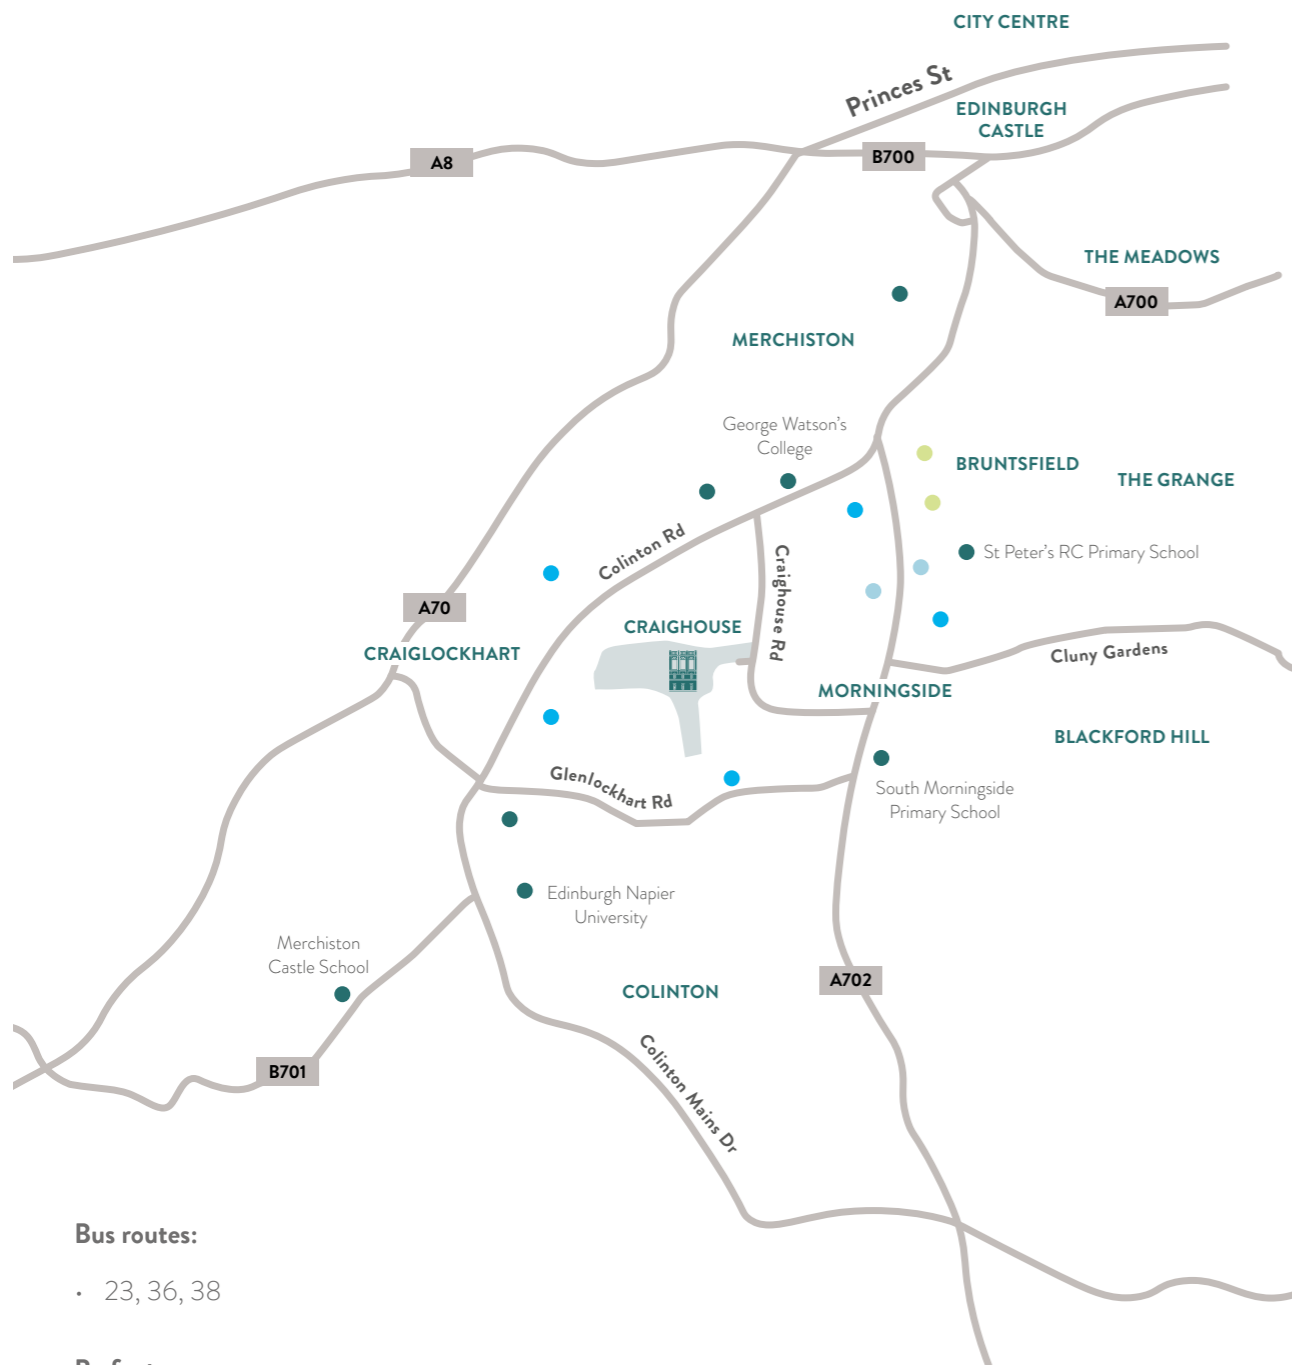 CITY CENTRE
Princes St
EDINBURGH
CASTLE
A8
B700
THE MEADOWS
A700
MERCHISTON
George Watson's
College
BRUNTSFIELD
THE GRANGE
Colinton Rd
Craighouse Rd
St Peter's RC Primary School
A70
CRAIGHOUSE
CRAIGLOCKHART
Cluny Gardens
MORNINGSIDE
BLACKFORD HILL
Glenlockhart Rd
South Morningside
Primary School
Edinburgh Napier
University
Merchiston
Castle School
A702
COLINTON
B701
Colinton Mains Dr
Bus routes:
• 23, 36, 38